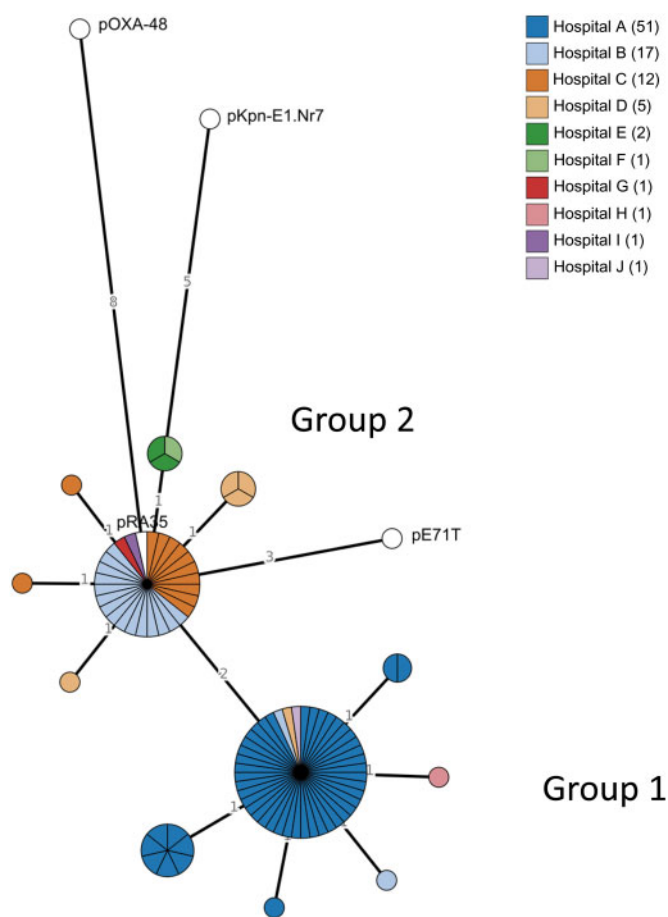 pOXA-48
Hospital A (51)
Hospital B (17)
Hospital C (12)
Hospital D (5)
Hospital E (2)
Hospital F (1)
Hospital G (1)
Hospital H (1)
Hospital I (1)
Hospital J (1)
pKpn-E1.Nr7
5
8
Group 2
1
1
1
pRA35
pE71T
3
1
1
2
1
1
Group 1
1